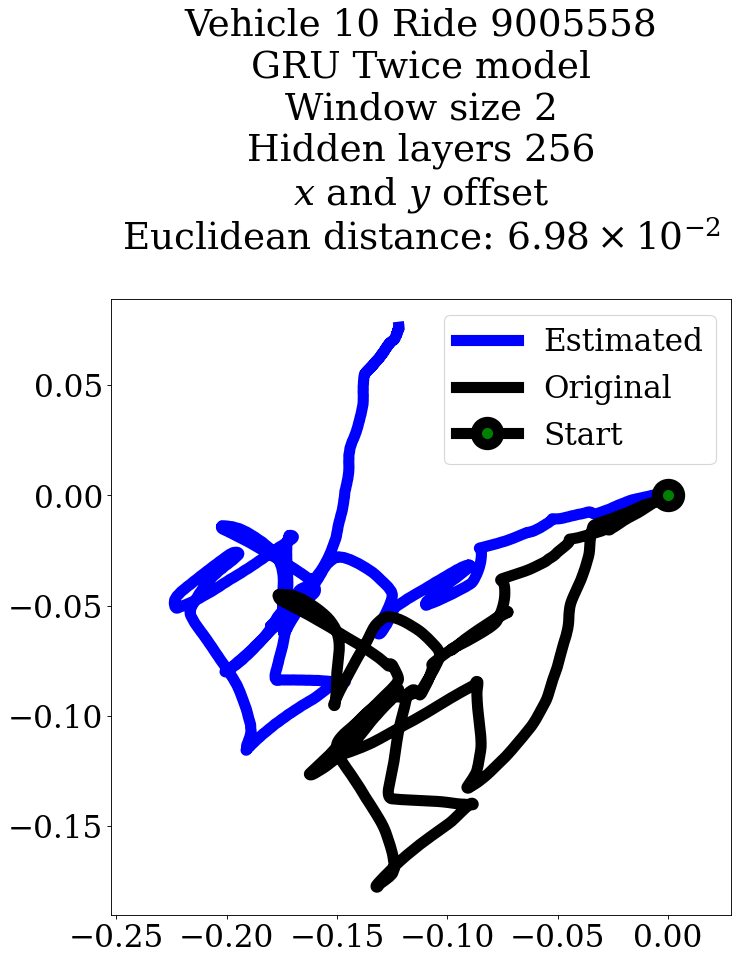 Vehicle 10 Ride 9005558
GRU Twice model
Window size 2
Hidden layers 256
x and y offset
Euclidean distance: 6.98 × 10⁻²
Estimated
Original
Start
0.05
0.00
−0.05
−0.10
−0.15
−0.25 −0.20 −0.15 −0.10 −0.05 0.00